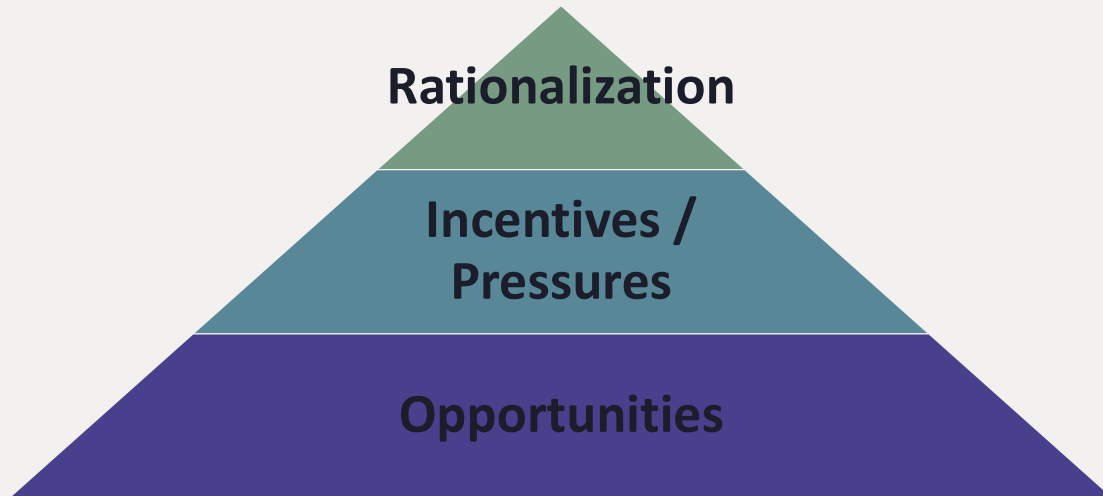 Rationalization
Incentives /
Pressures
Opportunities